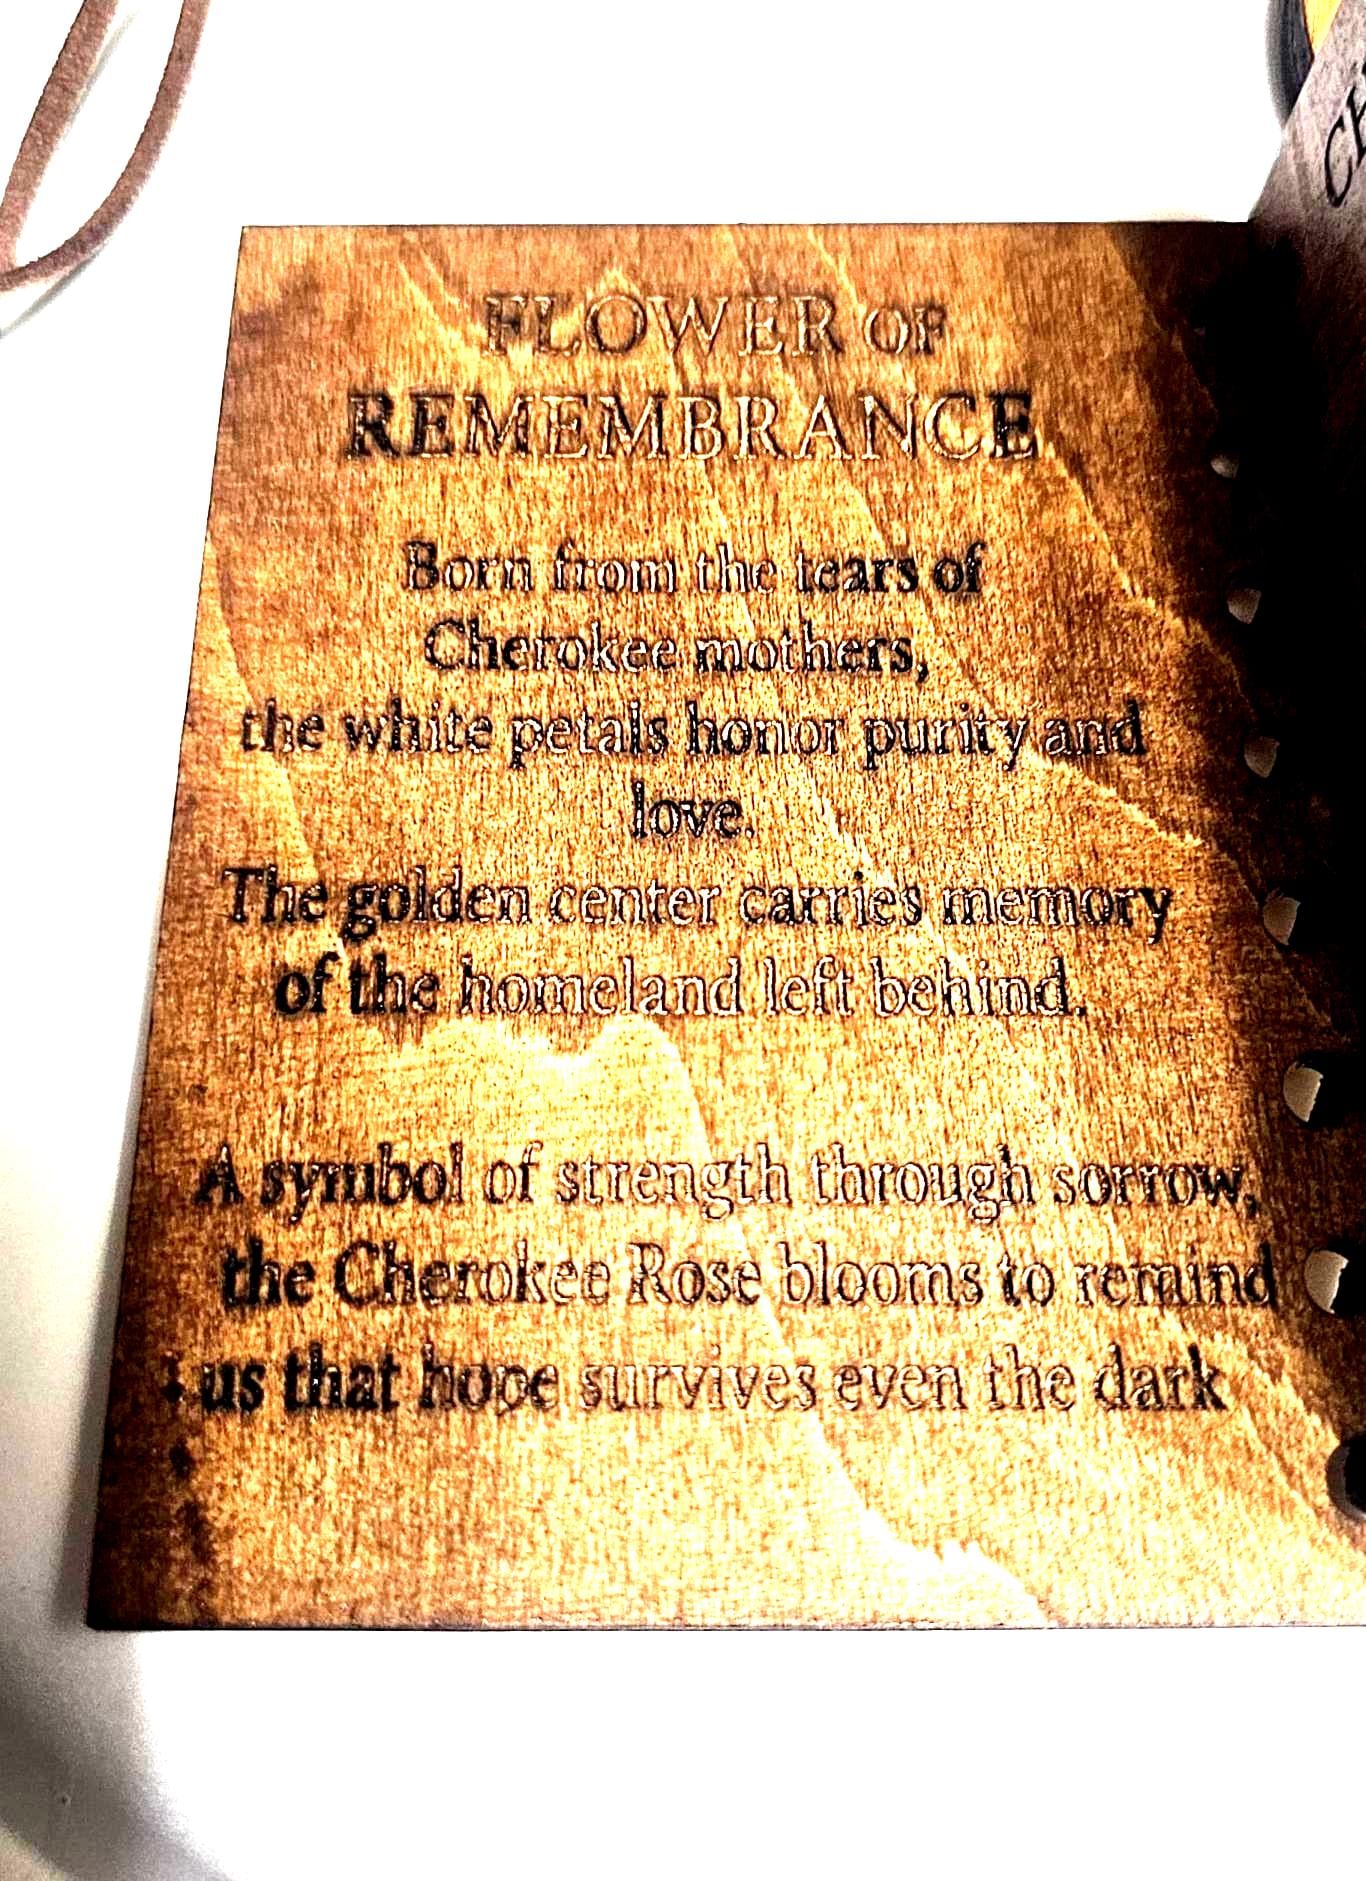 FLOWER OF
REMEMBRANCE
Born from the tears of
Cherokee mothers,
the white petals honor purity and
love.
The golden center carries memory
of the homeland left behind.
A symbol of strength through sorrow,
the Cherokee Rose blooms to remind
us that hope survives even the dark